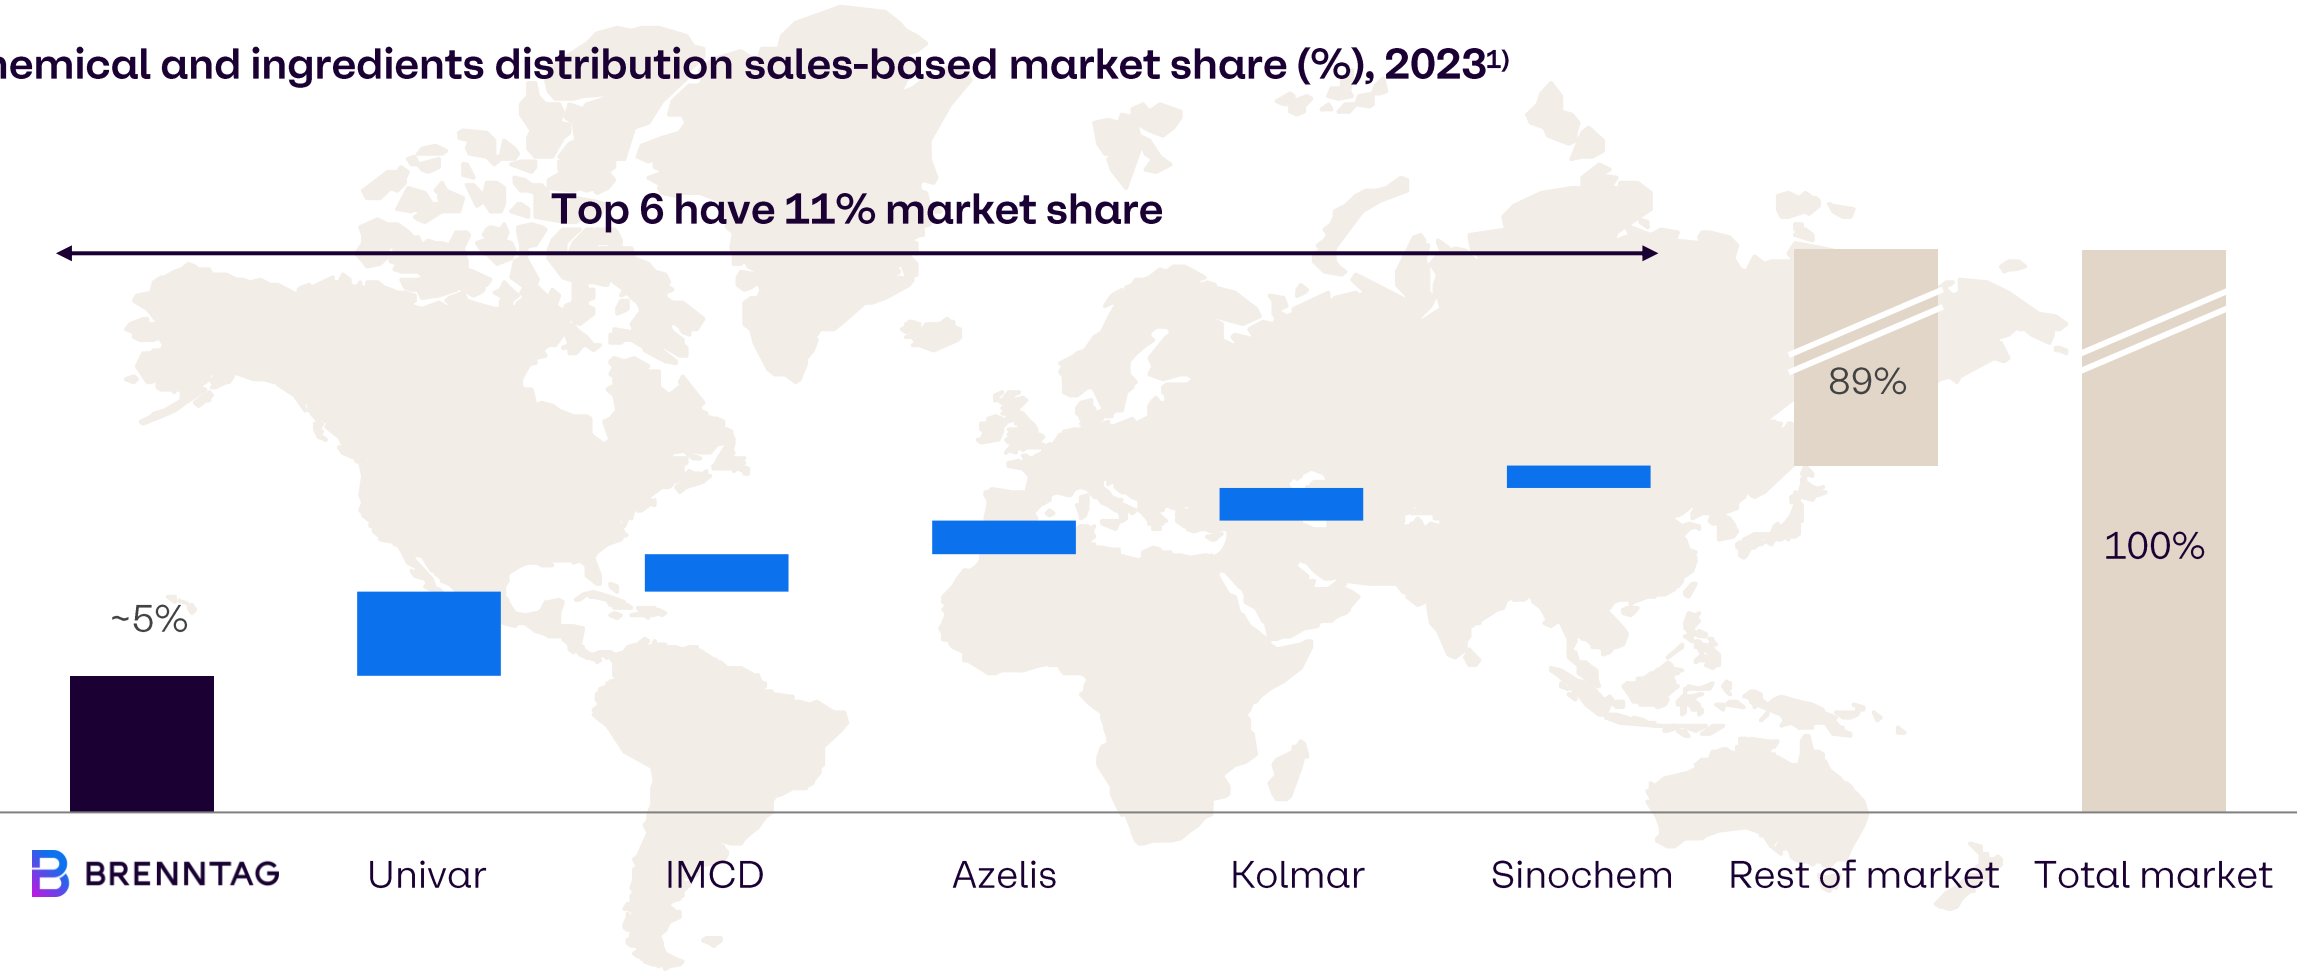 hemical and ingredients distribution sales-based market share (%), 2023¹⁾
Top 6 have 11% market share
89%
100%
~5%
BRENNTAG Univar IMCD Azelis Kolmar Sinochem Rest of market Total market